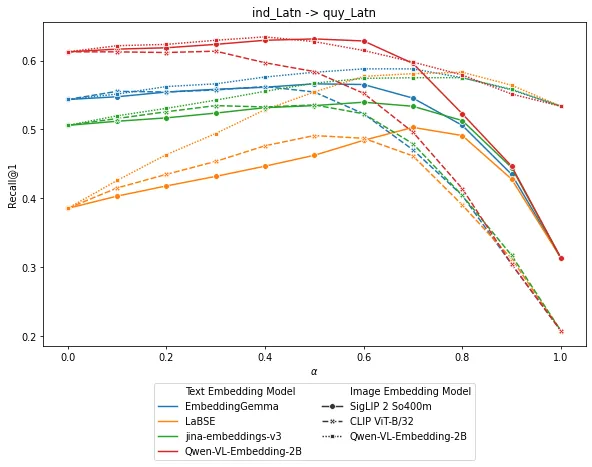 ind_Latn -> quy_Latn
Recall@1
0.6
0.5
0.4
0.3
0.2
0.0 0.2 0.4 0.6 0.8 1.0
α
Text Embedding Model
EmbeddingGemma
LaBSE
jina-embeddings-v3
Qwen-VL-Embedding-2B
Image Embedding Model
SigLIP 2 So400m
CLIP ViT-B/32
Qwen-VL-Embedding-2B